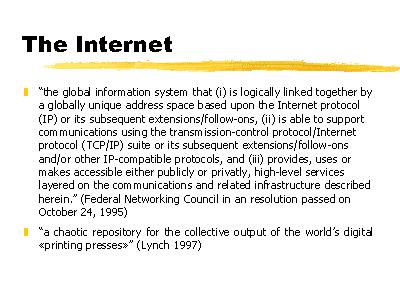 The Internet
“the global information system that (i) is logically linked together by
a globally unique address space based upon the Internet protocol
(IP) or its subsequent extensions/follow-ons, (ii) is able to support
communications using the transmission-control protocol/Internet
protocol (TCP/IP) suite or its subsequent extensions/follow-ons
and/or other IP-compatible protocols, and (iii) provides, uses or
makes accessible either publicly or privatly, high-level services
layered on the communications and related infrastructure described
herein.” (Federal Networking Council in an resolution passed on
October 24, 1995)
“a chaotic repository for the collective output of the world’s digital
«printing presses»” (Lynch 1997)